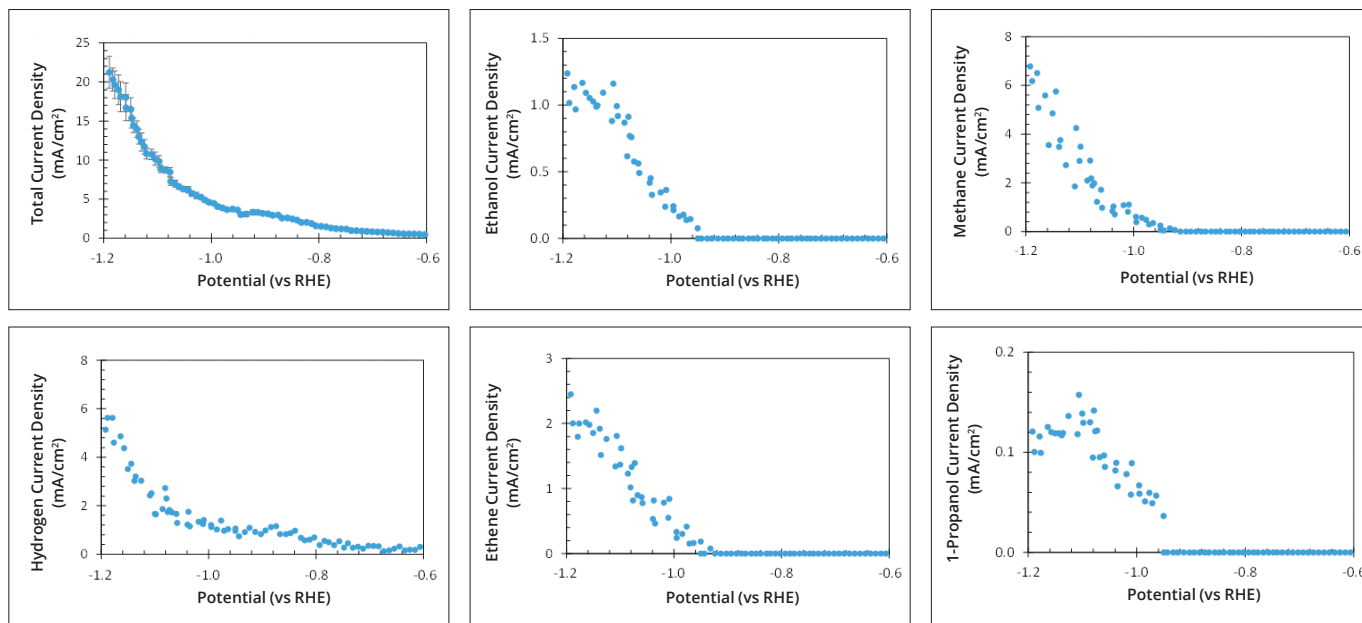 Total Current Density
(mA/cm²)
25
20
15
10
5
0
-1.2
-1.0
-0.8
-0.6
Potential (vs RHE)
Ethanol Current Density
(mA/cm²)
1.5
1.0
0.5
0.0
-1.2
-1.0
-0.8
-0.6
Potential (vs RHE)
Methane Current Density
(mA/cm²)
8
6
4
2
0
-1.2
-1.0
-0.8
-0.6
Potential (vs RHE)
Hydrogen Current Density
(mA/cm²)
8
6
4
2
0
-1.2
-1.0
-0.8
-0.6
Potential (vs RHE)
Ethene Current Density
(mA/cm²)
3
2
1
0
-1.2
-1.0
-0.8
-0.6
Potential (vs RHE)
1-Propanol Current Density
(mA/cm²)
0.2
0.1
0.0
-1.2
-1.0
-0.8
-0.6
Potential (vs RHE)